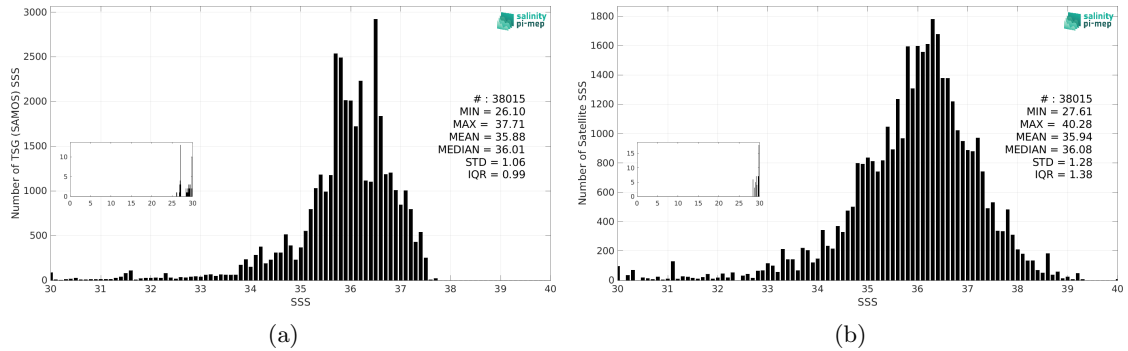 salinity
pi-mep
3000
2500
2000
1500
1000
500
0
Number of TSG (SAMOS) SSS
# : 38015
MIN = 26.10
MAX = 37.71
MEAN = 35.88
MEDIAN = 36.01
STD = 1.06
IQR = 0.99
10
5
0
0 5 10 15 20 25 30
30 31 32 33 34 35 36 37 38 39 40
SSS
(a)
salinity
pi-mep
1800
1600
1400
1200
1000
800
600
400
200
0
Number of Satellite SSS
# : 38015
MIN = 27.61
MAX = 40.28
MEAN = 35.94
MEDIAN = 36.08
STD = 1.28
IQR = 1.38
15
10
5
0
0 5 10 15 20 25 30
30 31 32 33 34 35 36 37 38 39 40
SSS
(b)